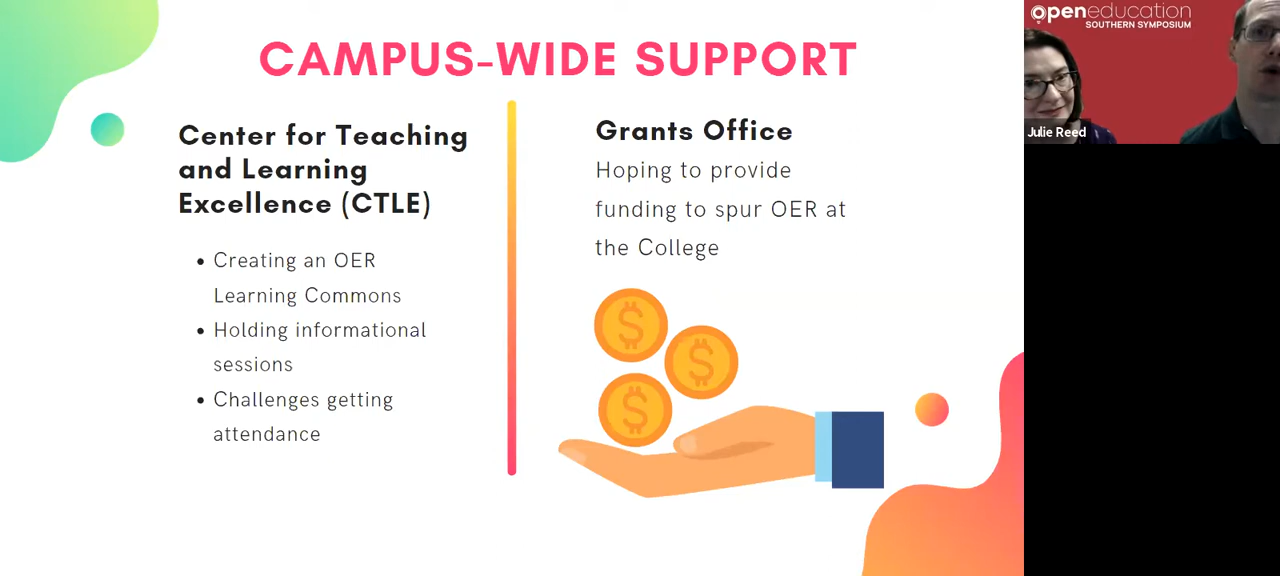 CAMPUS-WIDE SUPPORT
Center for Teaching
and Learning
Excellence (CTLE)
• Creating an OER
Learning Commons
• Holding informational
sessions
• Challenges getting
attendance
Grants Office
Hoping to provide
funding to spur OER at
the College
$
$
$
openeducation
SOUTHERN SYMPOSIUM
Julie Reed